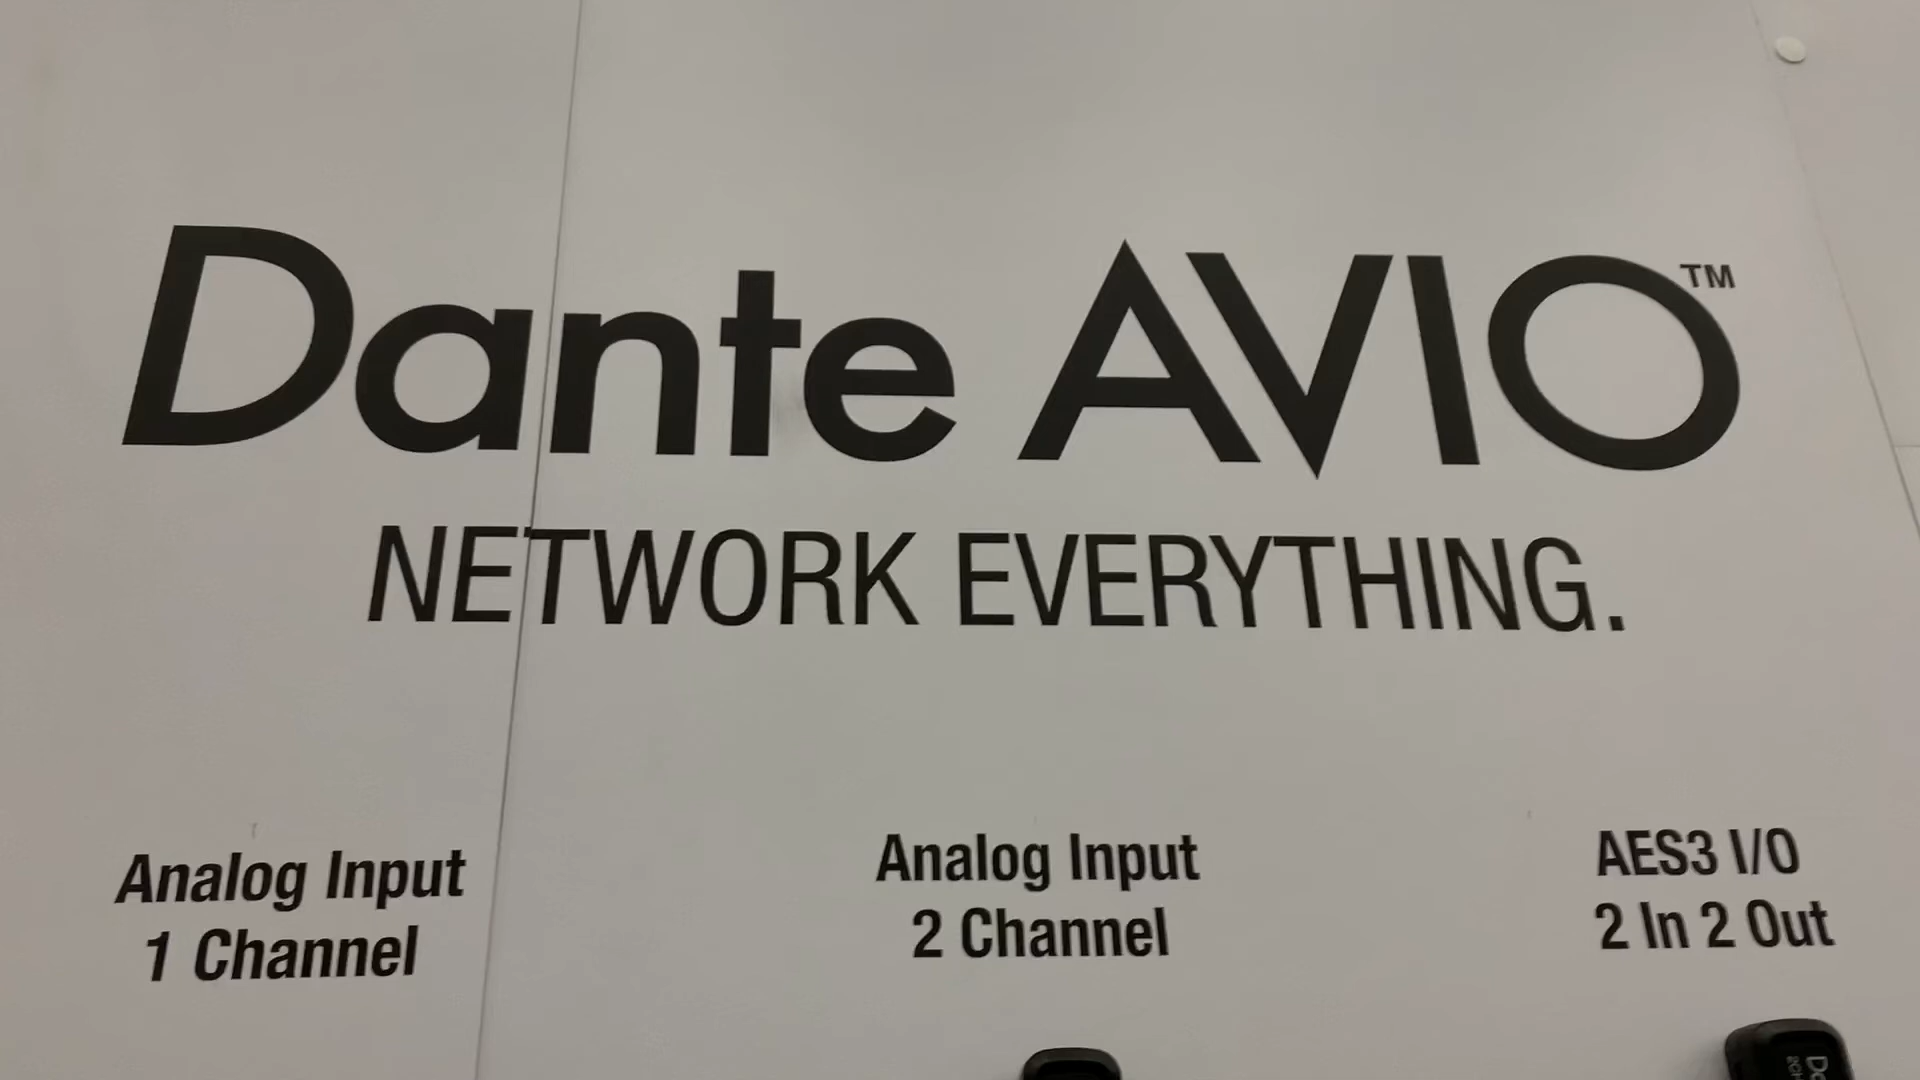 Dante AVIO™
NETWORK EVERYTHING.
Analog Input
1 Channel
Analog Input
2 Channel
AES3 I/O
2 In 2 Out